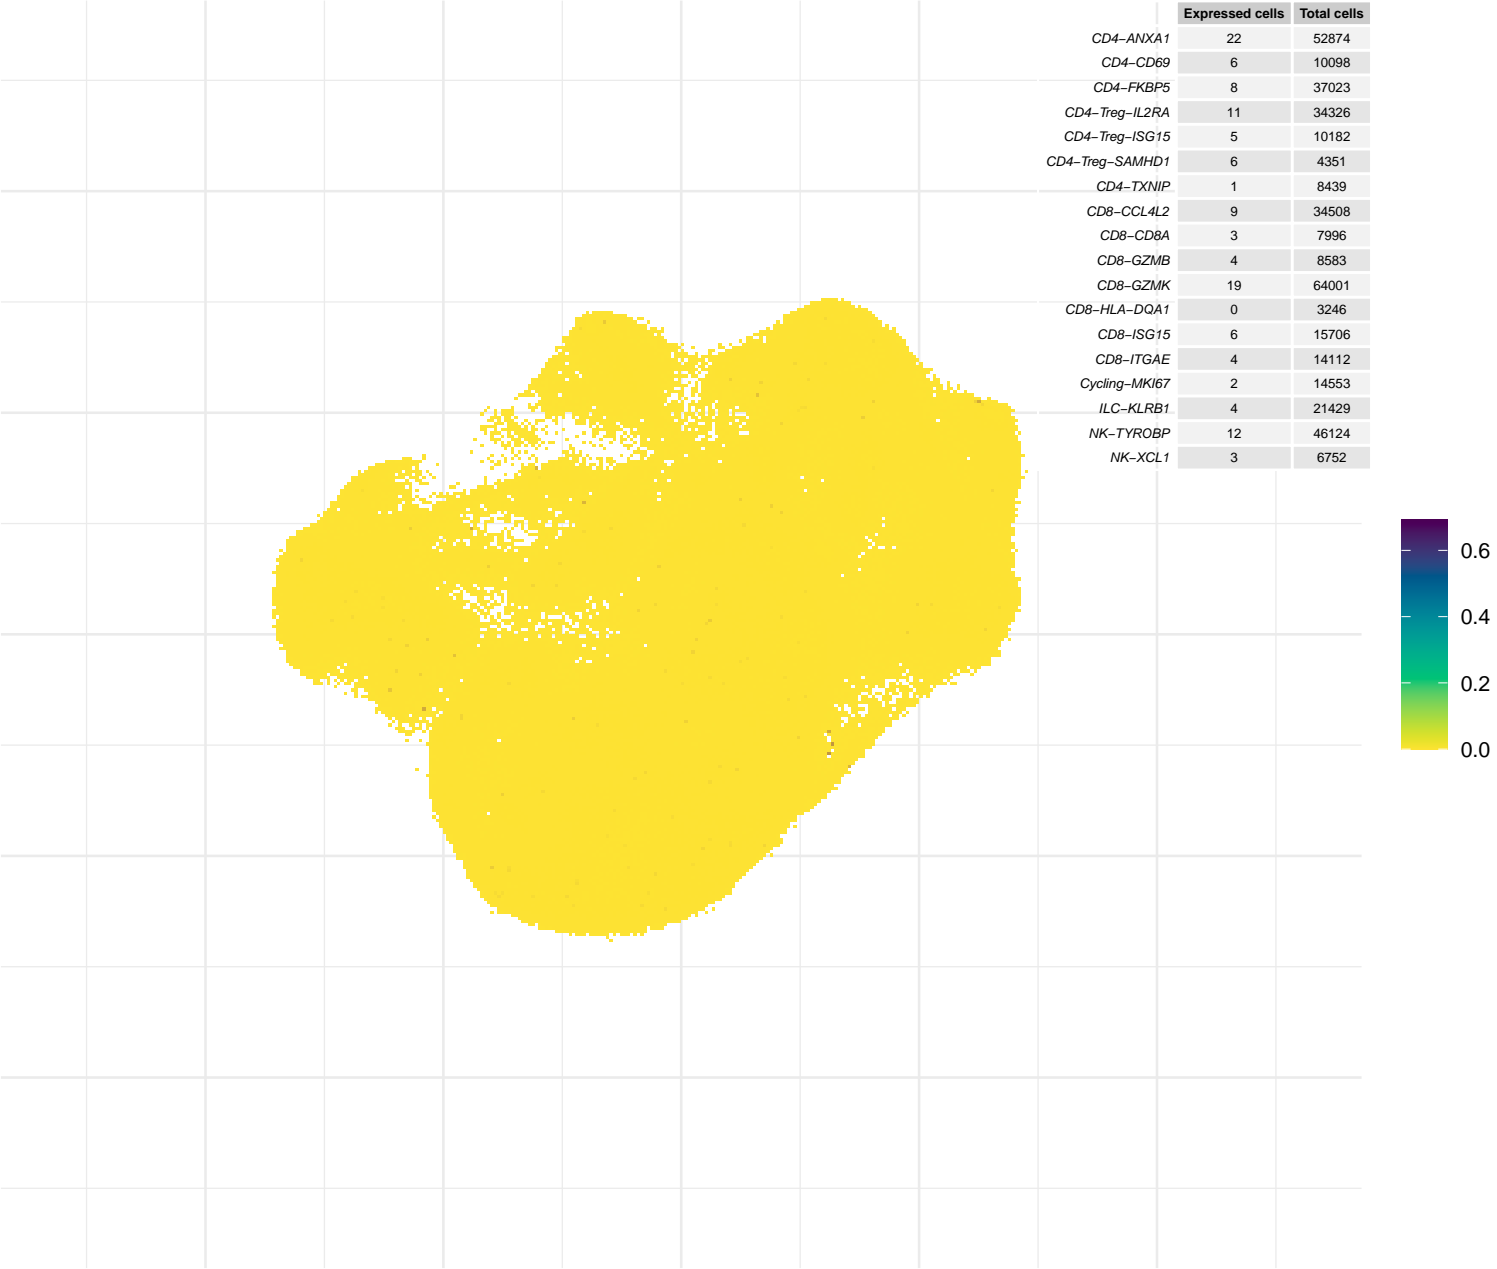 Expressed cells Total cells
CD4−ANXA1 22 52874
CD4−CD69 6 10098
CD4−FKBP5 8 37023
CD4−Treg−IL2RA 11 34326
CD4−Treg−ISG15 5 10182
CD4−Treg−SAMHD1 6 4351
CD4−TXNIP 1 8439
CD8−CCL4L2 9 34508
CD8−CD8A 3 7996
CD8−GZMB 4 8583
CD8−GZMK 19 64001
CD8−HLA−DQA1 0 3246
CD8−ISG15 6 15706
CD8−ITGAE 4 14112
Cycling−MKI67 2 14553
ILC−KLRB1 4 21429
NK−TYROBP 12 46124
NK−XCL1 3 6752
0.6
0.4
0.2
0.0